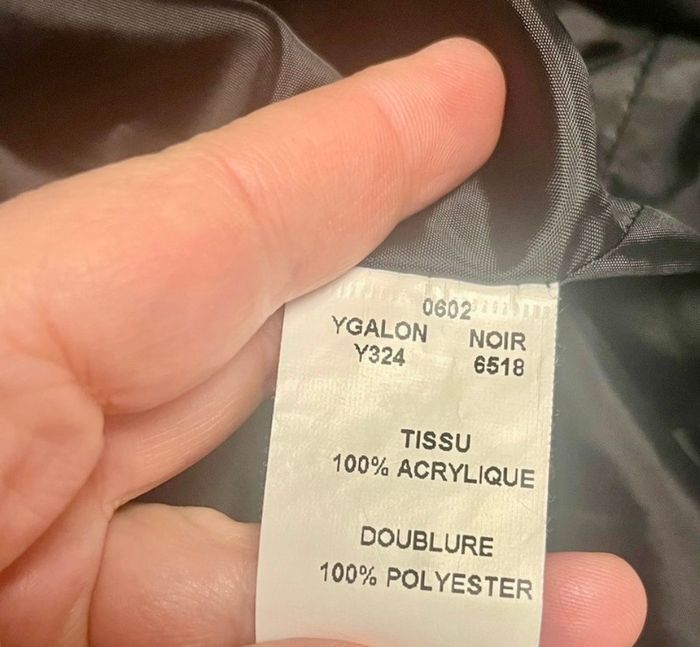 0602
YGALON NOIR
Y324 6518
TISSU
100% ACRYLIQUE
DOUBLURE
100% POLYESTER